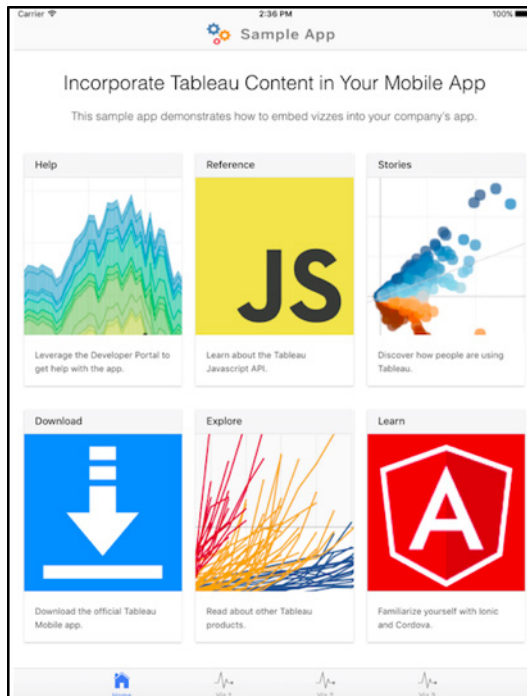 Carrier 2:36 PM 100%
Sample App
Incorporate Tableau Content in Your Mobile App
This sample app demonstrates how to embed vizzes into your company's app.
Help
Reference
Stories
JS
Leverage the Developer Portal to
get help with the app.
Learn about the Tableau
Javascript API.
Discover how people are using
Tableau.
Download
Explore
Learn
A
Download the official Tableau
Mobile app.
Read about other Tableau
products.
Familiarize yourself with Ionic
and Cordova.
Home